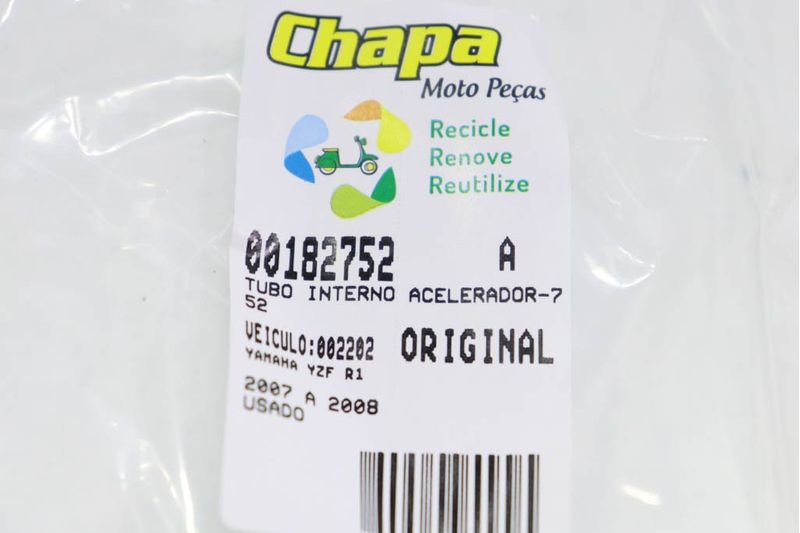 Chapa
Moto Peças
Recicle
Renove
Reutilize
00182752 A
TUBO INTERNO ACELERADOR-7
52
VEICULO:002202 ORIGINAL
YAMAHA YZF R1
2007 A 2008
USADO